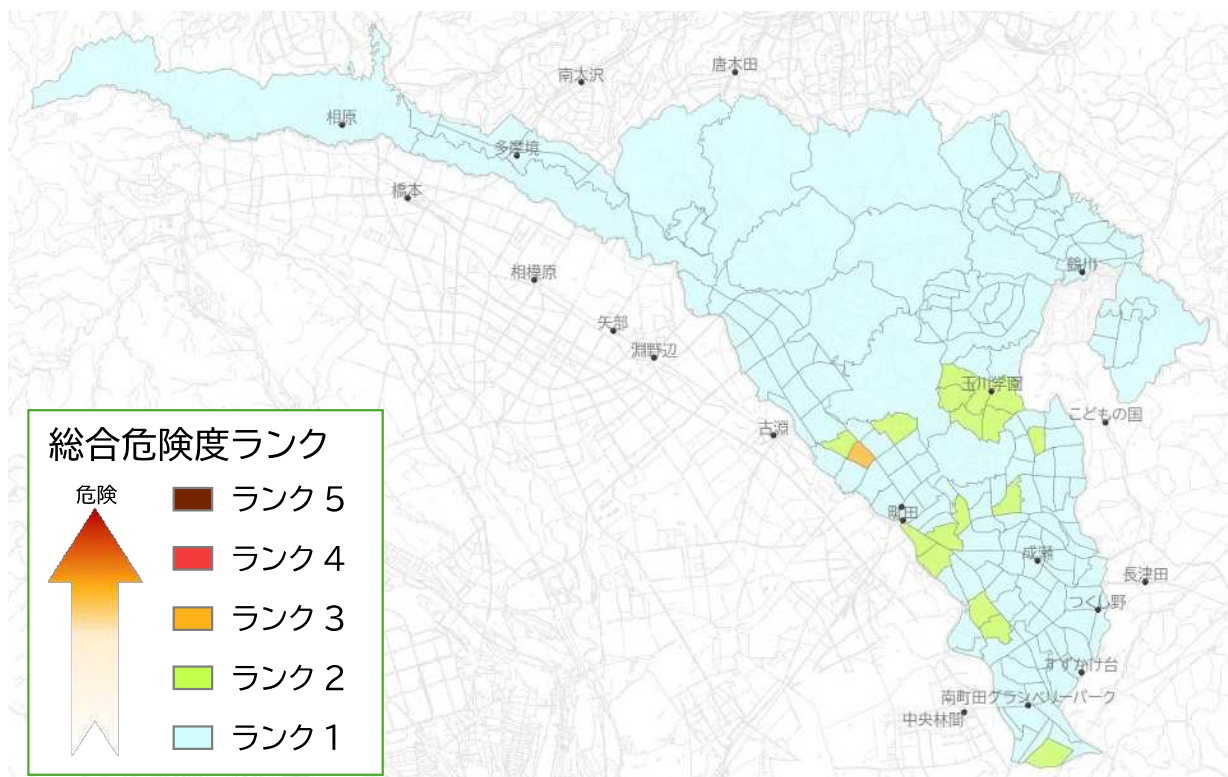 唐木田
南大沢
相原
多摩境
橋本
鶴川
相模原
矢部
淵野辺
玉川学園
こどもの国
古淵
町田
成瀬
長津田
つくし野
すずかけ台
南町田グランベリーパーク
中央林間
総合危険度ランク
危険
ランク5
ランク4
ランク3
ランク2
ランク1